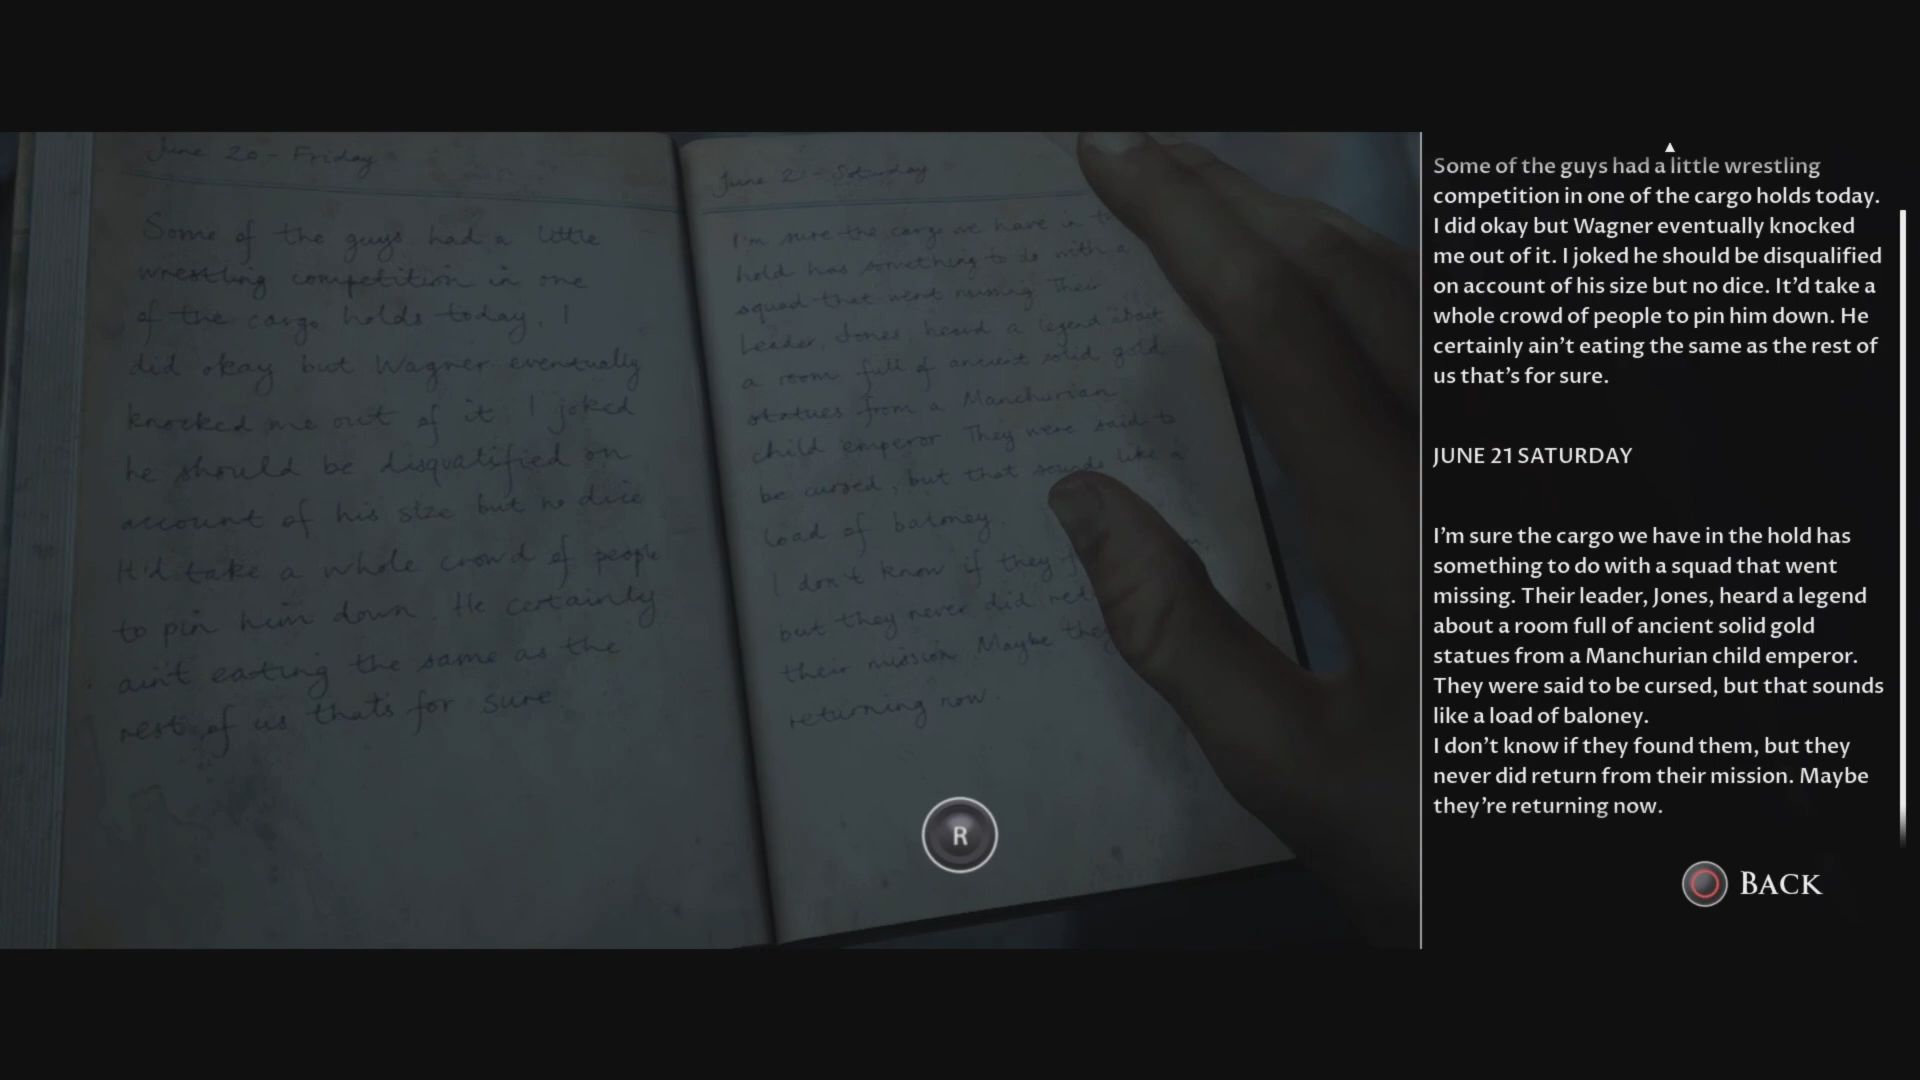 June 20 - Friday
Some of the guys had a little
wrestling competition in one
of the cargo holds today. I
did okay but Wagner eventually
knocked me out of it. I joked
he should be disqualified on
account of his size but no dice
It'd take a whole crowd of people
to pin him down. He certainly
ain't eating the same as the
rest of us that's for sure
June 21 - Saturday
I'm sure the cargo we have in
hold has something to do with a
squad that went missing. Their
leader, Jones, heard a legend about
a room full of ancient solid gold
statues from a Manchurian
child emperor. They were said to
be cursed, but that sounds like a
load of baloney.
I don't know if they
but they never did
their mission. Maybe
returning now.
R
Some of the guys had a little wrestling
competition in one of the cargo holds today.
I did okay but Wagner eventually knocked
me out of it. I joked he should be disqualified
on account of his size but no dice. It'd take a
whole crowd of people to pin him down. He
certainly ain't eating the same as the rest of
us that's for sure.
JUNE 21 SATURDAY
I'm sure the cargo we have in the hold has
something to do with a squad that went
missing. Their leader, Jones, heard a legend
about a room full of ancient solid gold
statues from a Manchurian child emperor.
They were said to be cursed, but that sounds
like a load of baloney.
I don't know if they found them, but they
never did return from their mission. Maybe
they're returning now.
BACK